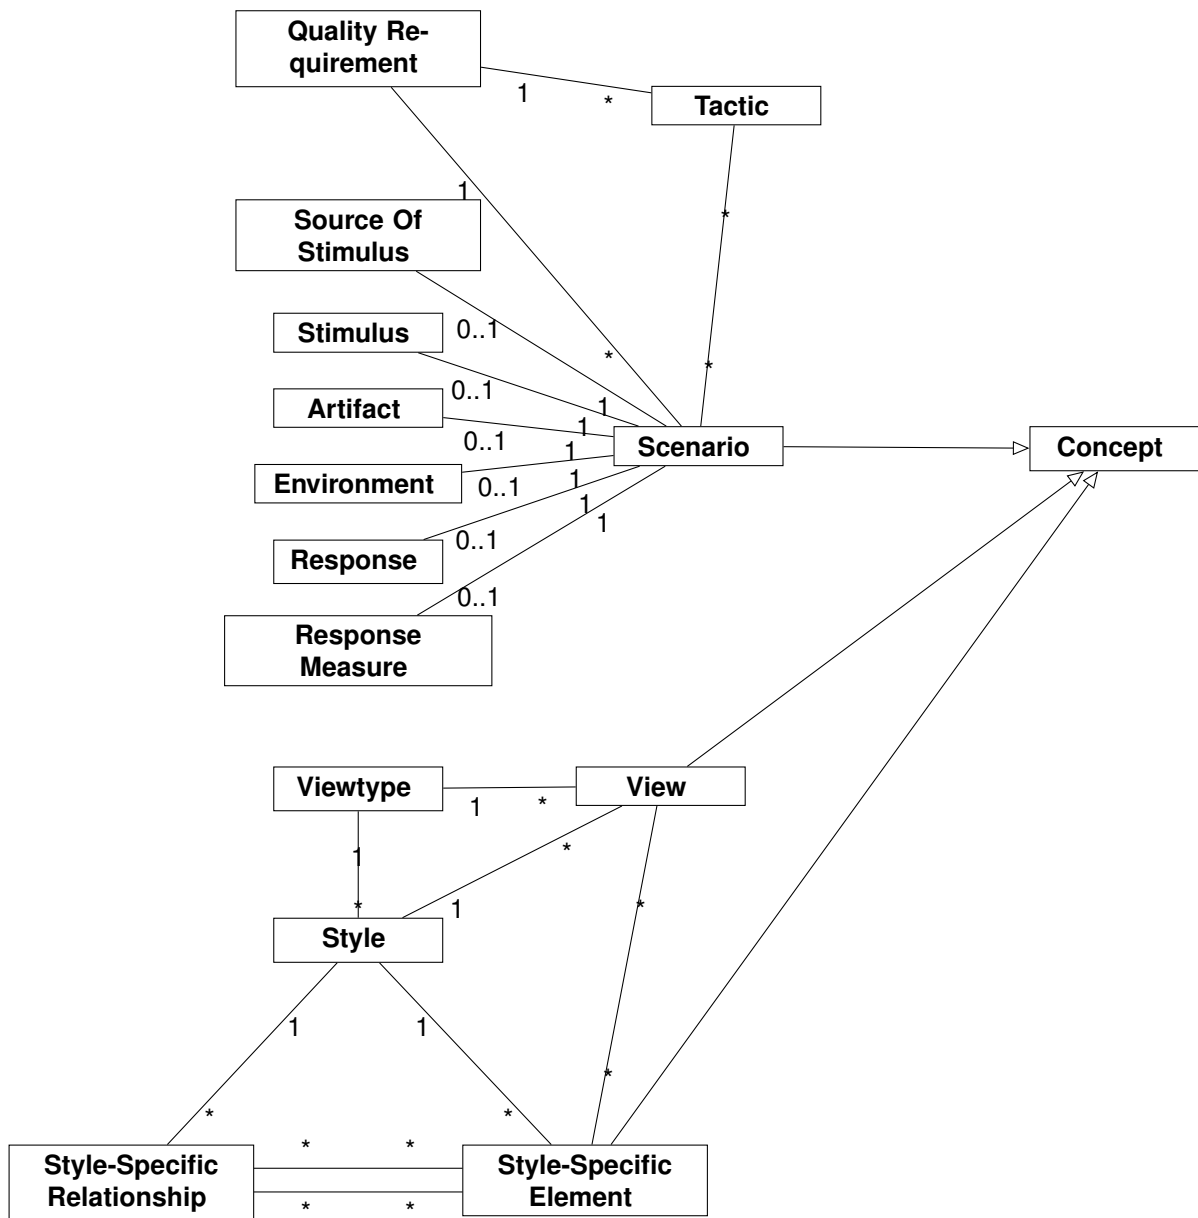 Quality Re-
quirement
1
*
Tactic
1
Source Of
Stimulus
*
Stimulus
0..1
*
*
0..1
Artifact
1
1
0..1
Scenario
Concept
1
Environment
0..1
1
1
1
Response
0..1
0..1
Response
Measure
Viewtype
View
1
*
1
*
*
1
*
Style
1
1
*
*
*
*
*
Style-Specific
Relationship
Style-Specific
Element
*
*